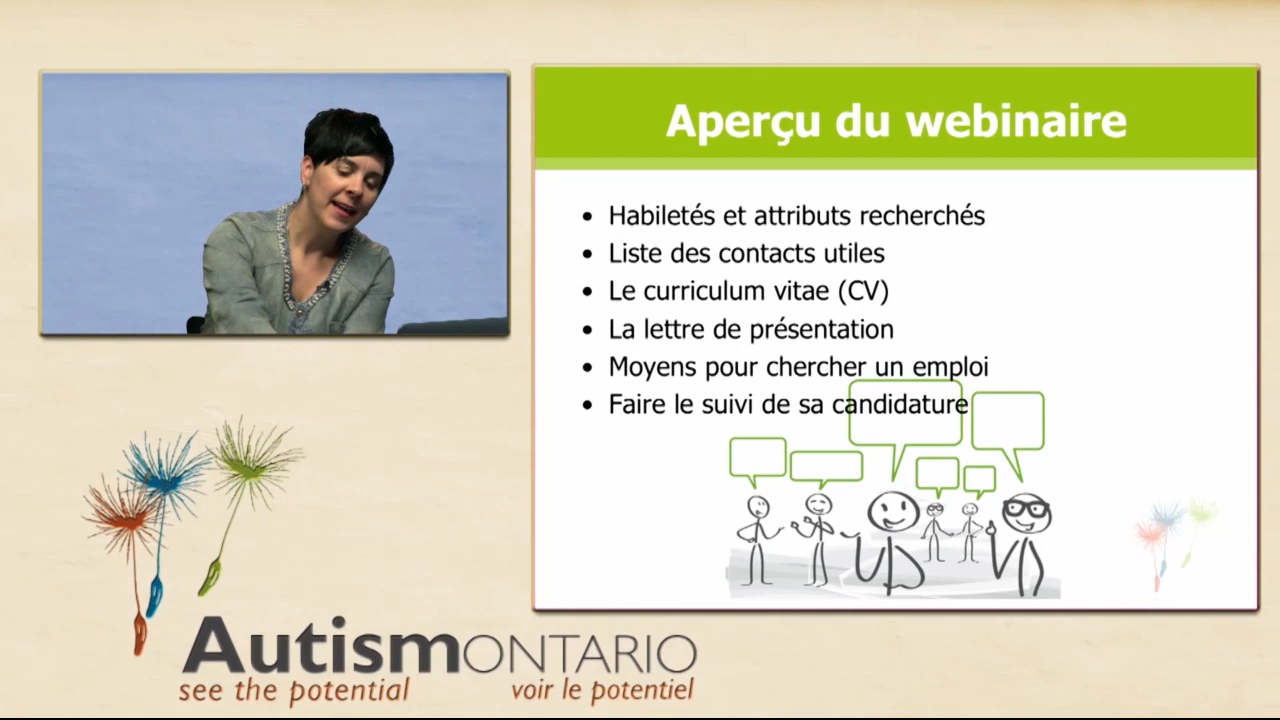 Aperçu du webinaire
• Habiletés et attributs recherchés
• Liste des contacts utiles
• Le curriculum vitae (CV)
• La lettre de présentation
• Moyens pour chercher un emploi
• Faire le suivi de sa candidature
AutismONTARIO
see the potential voir le potentiel